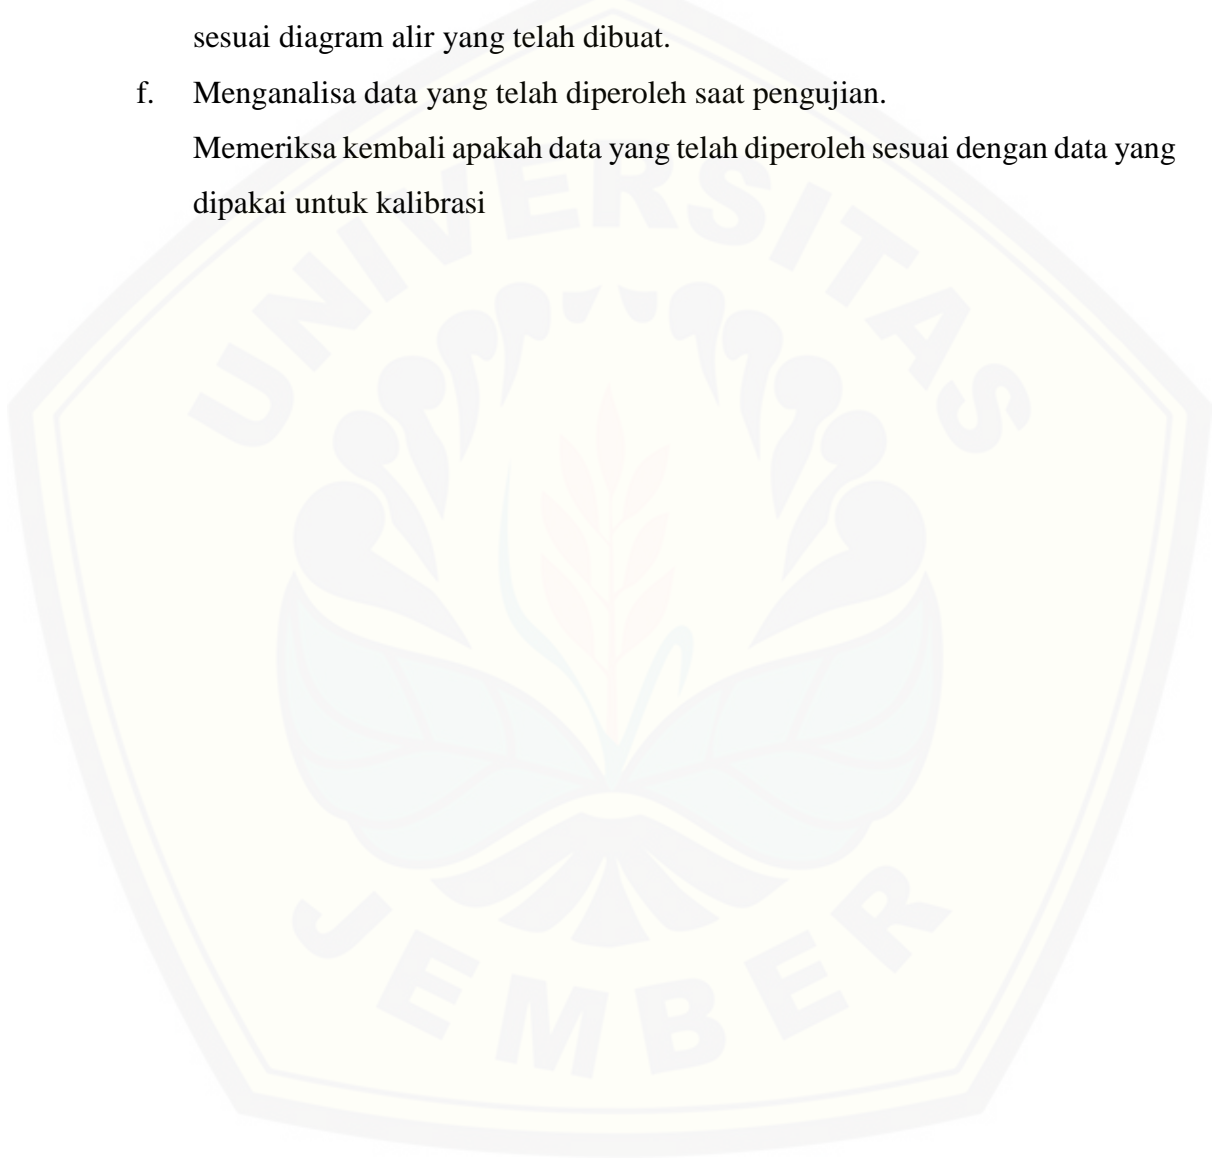 sesuai diagram alir yang telah dibuat.
f. Menganalisa data yang telah diperoleh saat pengujian.
Memeriksa kembali apakah data yang telah diperoleh sesuai dengan data yang
dipakai untuk kalibrasi
UNIVERSITAS
JEMBER